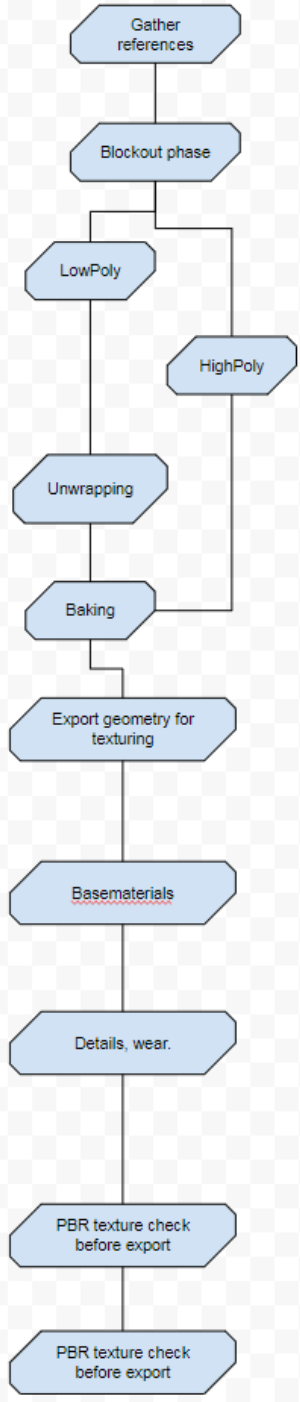 Gather
references
Blockout phase
LowPoly
HighPoly
Unwrapping
Baking
Export geometry for
texturing
Basematerials
Details, wear.
PBR texture check
before export
PBR texture check
before export